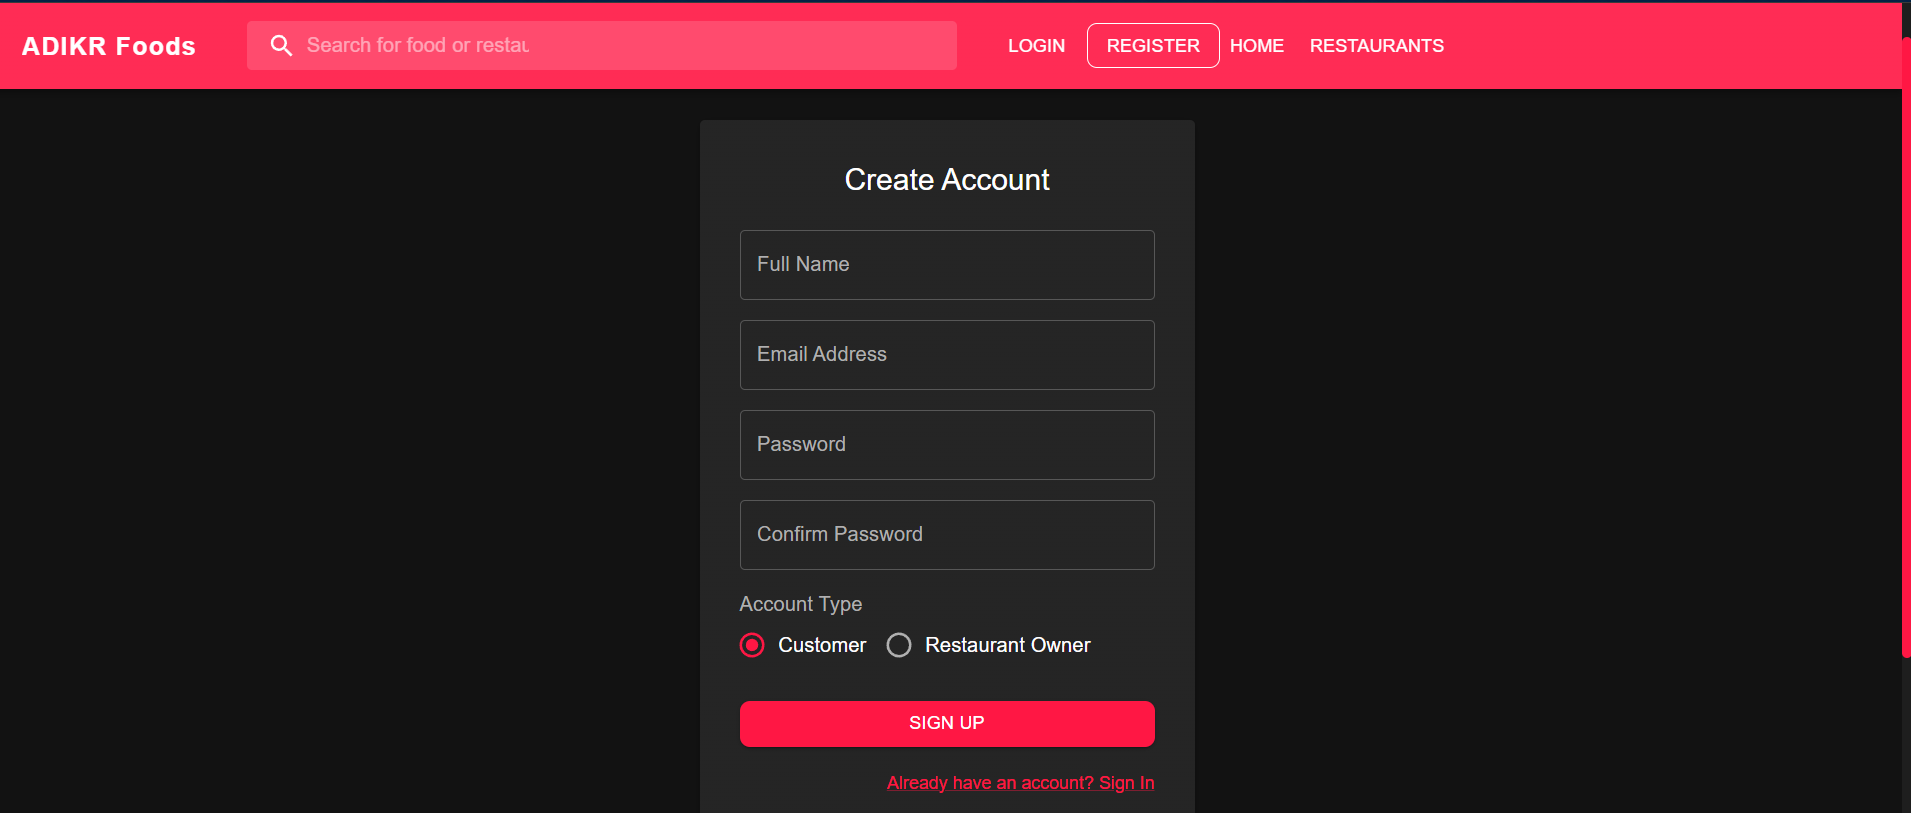 ADIKR Foods Search for food or restau LOGIN REGISTER HOME RESTAURANTS
Create Account
Full Name
Email Address
Password
Confirm Password
Account Type
Customer Restaurant Owner
SIGN UP
Already have an account? Sign In